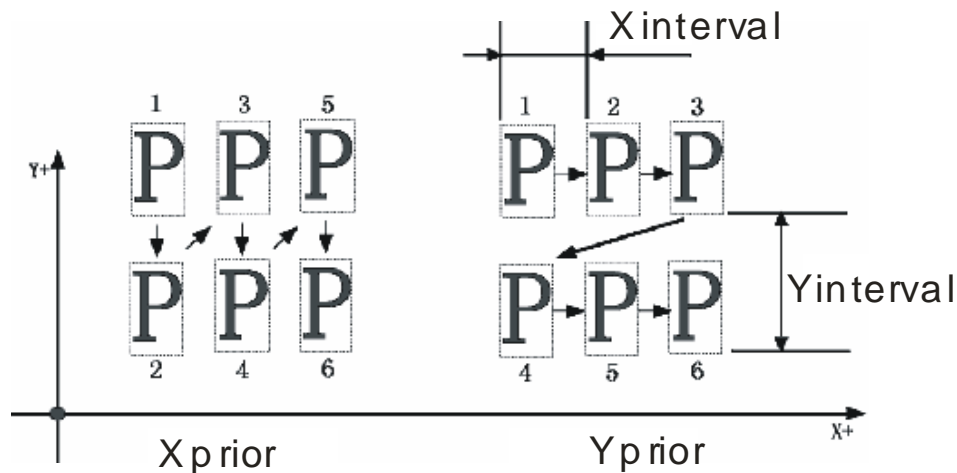 X interval
1 3 5
1 2 3
P P P
P P P
Y+
P P P
P P P
Y interval
2 4 6
4 5 6
X+
X prior
Y prior